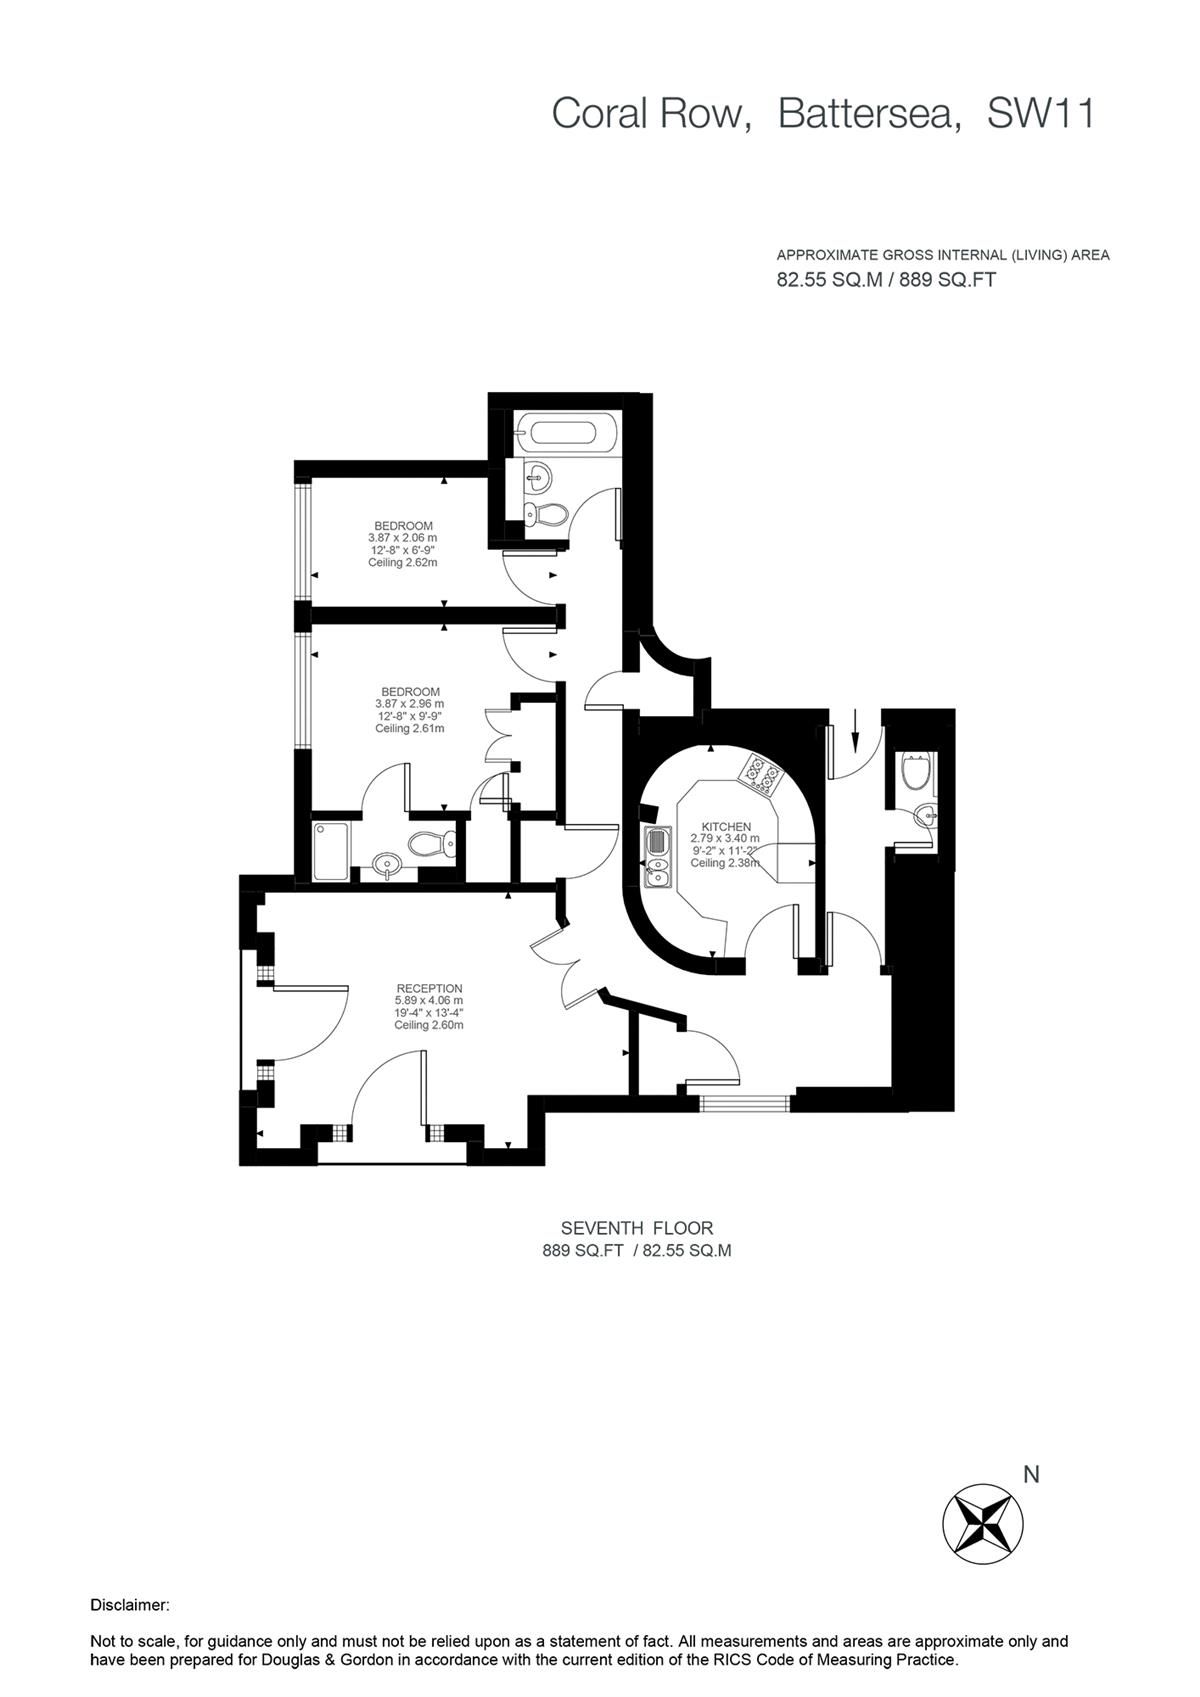 Coral Row, Battersea, SW11
APPROXIMATE GROSS INTERNAL (LIVING) AREA
82.55 SQ.M / 889 SQ.FT
BEDROOM
3.87 x 2.06 m
12'-8" x 6'-9"
Ceiling 2.62m
BEDROOM
3.87 x 2.96 m
12'-8" x 9'-9"
Ceiling 2.61m
KITCHEN
2.79 x 3.40 m
9'-2" x 11'-2"
Ceiling 2.38m
RECEPTION
5.89 x 4.06 m
19'-4" x 13'-4"
Ceiling 2.60m
SEVENTH FLOOR
889 SQ.FT / 82.55 SQ.M
N
Disclaimer:
Not to scale, for guidance only and must not be relied upon as a statement of fact. All measurements and areas are approximate only and
have been prepared for Douglas & Gordon in accordance with the current edition of the RICS Code of Measuring Practice.